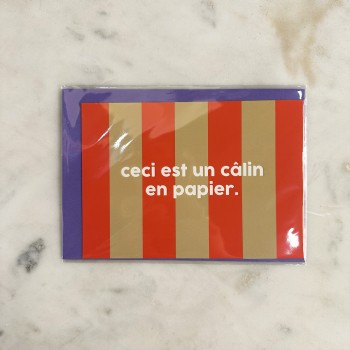 ceci est un câlin
en papier.